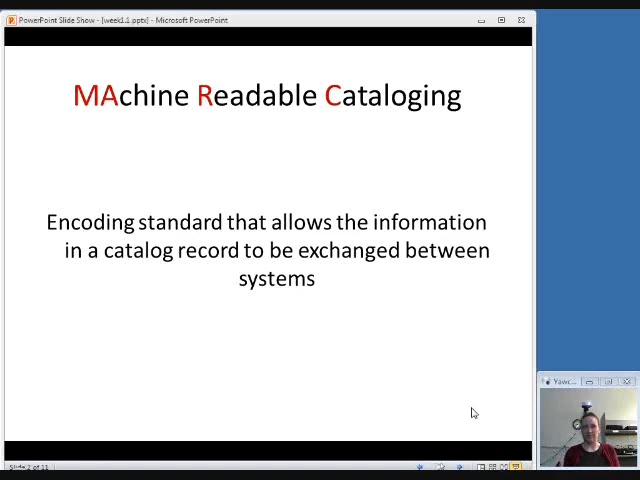 PowerPoint Slide Show - [week1.1.pptx] - Microsoft PowerPoint
MAchine Readable Cataloging
Encoding standard that allows the information
in a catalog record to be exchanged between
systems
Yawc...
Slide 2 of 11